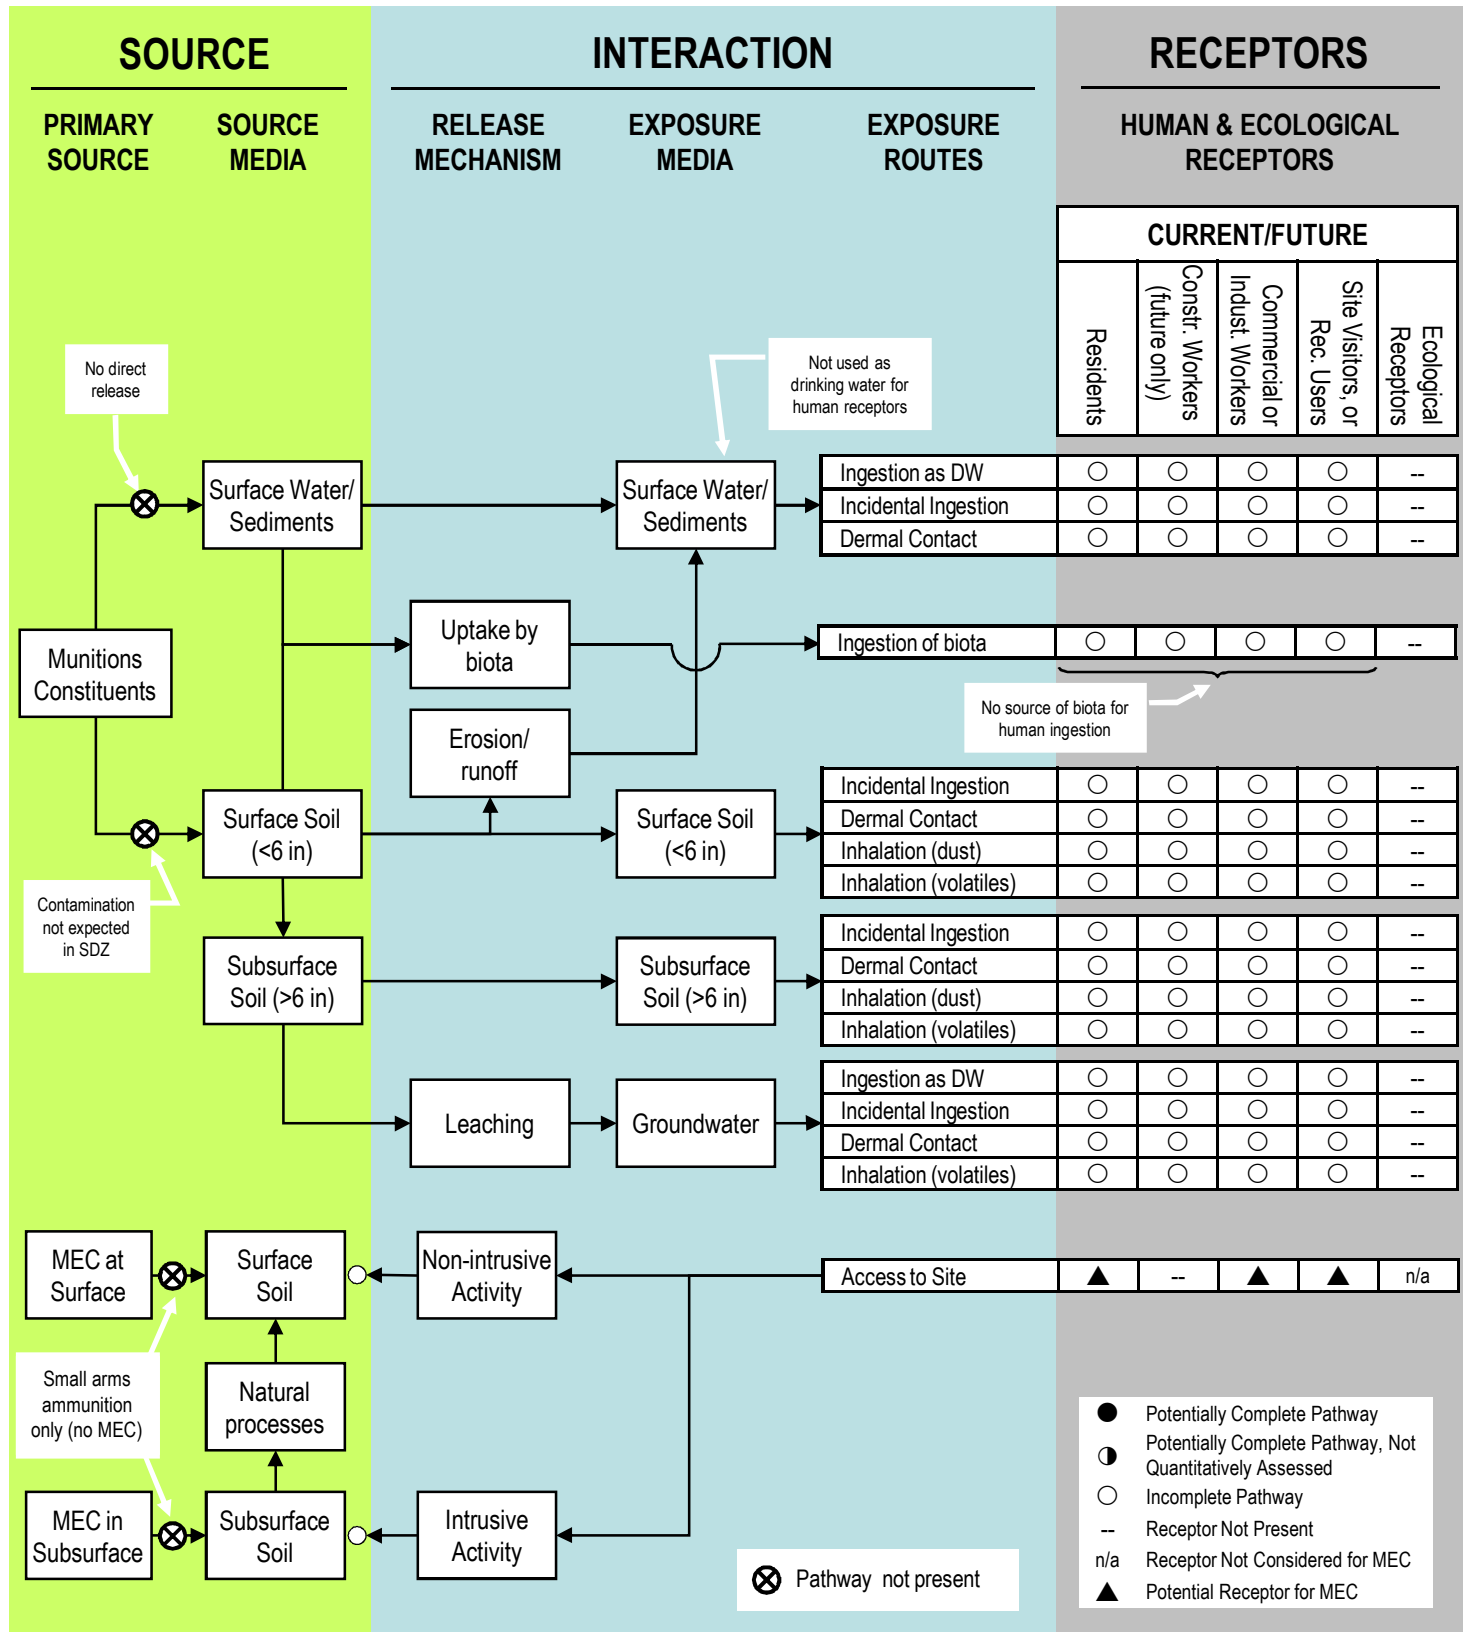 SOURCE
INTERACTION
RECEPTORS
PRIMARY
SOURCE
SOURCE
MEDIA
RELEASE
MECHANISM
EXPOSURE
MEDIA
EXPOSURE
ROUTES
HUMAN & ECOLOGICAL
RECEPTORS
CURRENT/FUTURE
Residents
Constr. Workers
(future only)
Commercial or
Indust. Workers
Site Visitors, or
Rec. Users
Ecological
Receptors
No direct
release
Not used as
drinking water for
human receptors
Surface Water/
Sediments
Surface Water/
Sediments
Ingestion as DW --
Incidental Ingestion --
Dermal Contact --
Munitions
Constituents
Uptake by
biota
Ingestion of biota --
No source of biota for
human ingestion
Erosion/
runoff
Surface Soil
(<6 in)
Surface Soil
(<6 in)
Incidental Ingestion --
Dermal Contact --
Inhalation (dust) --
Inhalation (volatiles) --
Contamination
not expected
in SDZ
Subsurface
Soil (>6 in)
Subsurface
Soil (>6 in)
Incidental Ingestion --
Dermal Contact --
Inhalation (dust) --
Inhalation (volatiles) --
Leaching
Groundwater
Ingestion as DW --
Incidental Ingestion --
Dermal Contact --
Inhalation (volatiles) --
MEC at
Surface
Surface
Soil
Non-intrusive
Activity
Access to Site -- n/a
Small arms
ammunition
only (no MEC)
Natural
processes
MEC in
Subsurface
Subsurface
Soil
Intrusive
Activity
Pathway not present
Potentially Complete Pathway
Potentially Complete Pathway, Not
Quantitatively Assessed
Incomplete Pathway
-- Receptor Not Present
n/a Receptor Not Considered for MEC
Potential Receptor for MEC